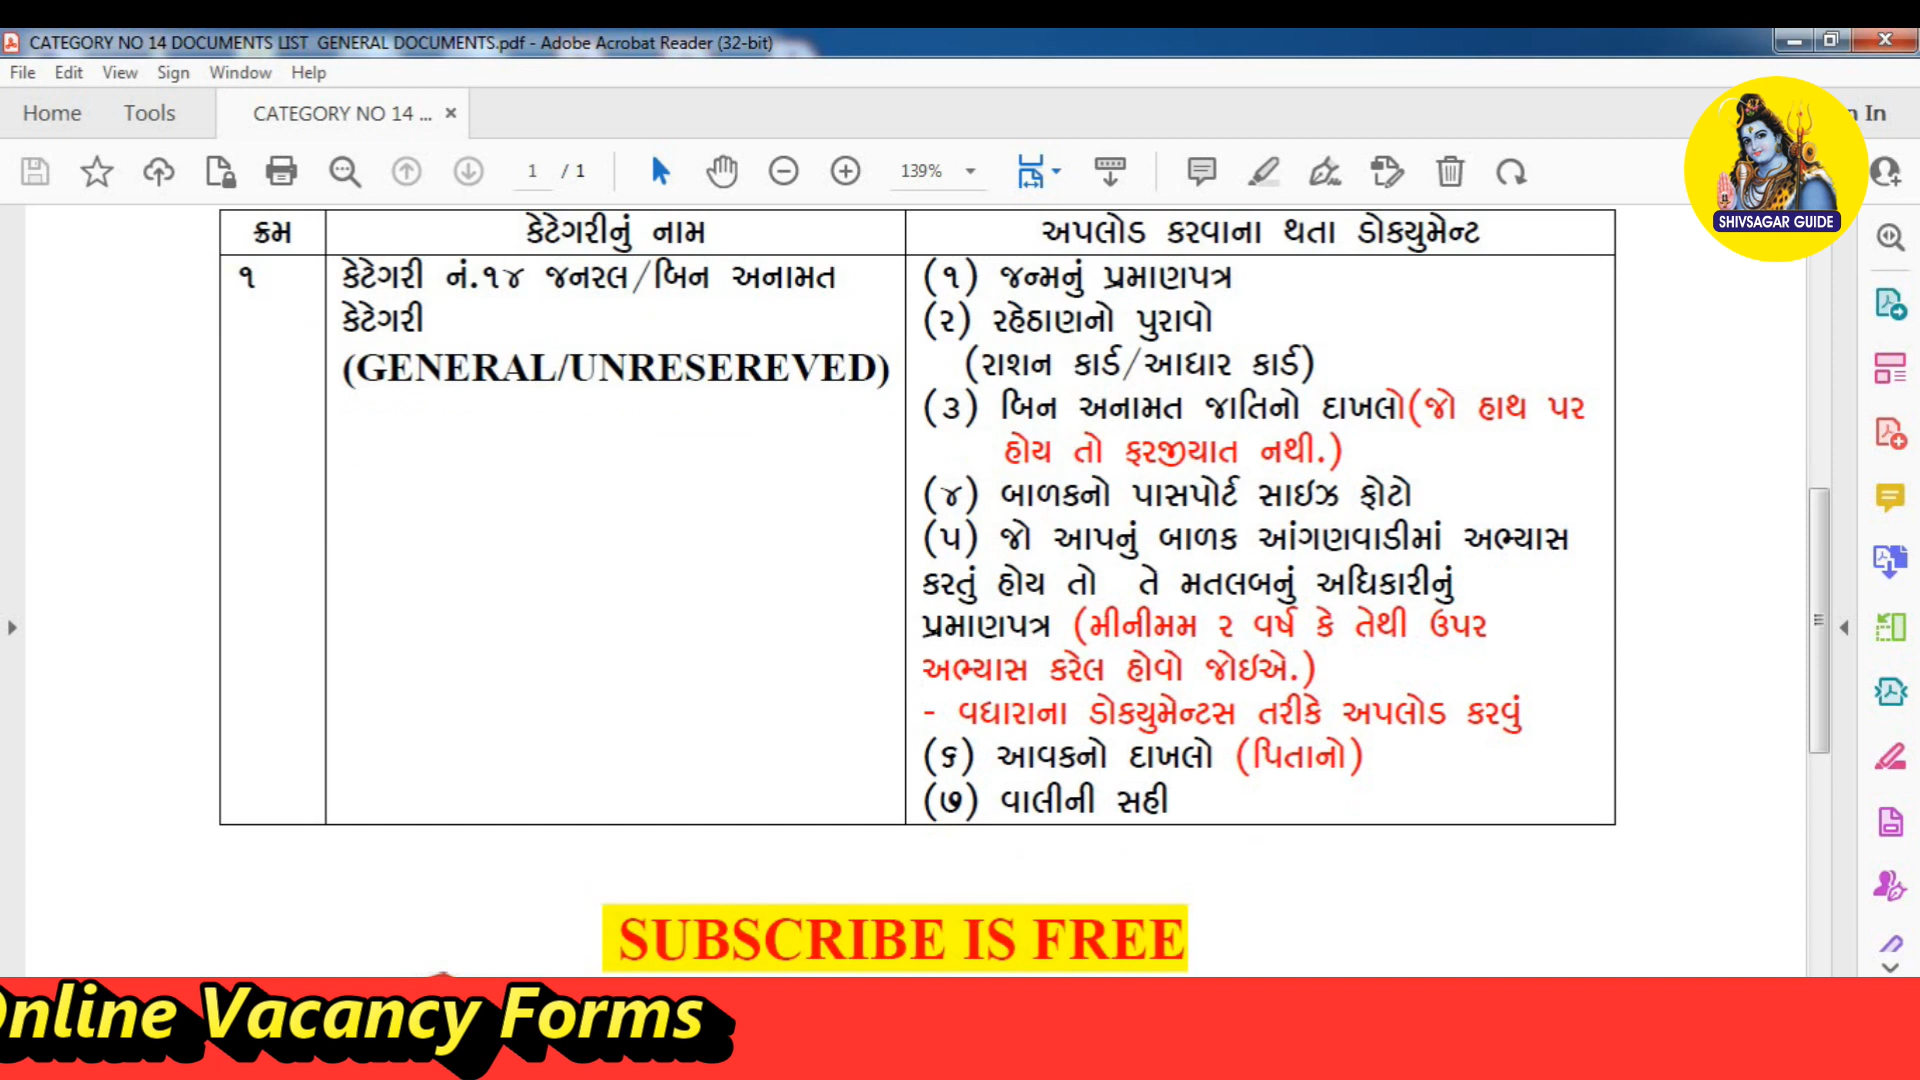 CATEGORY NO 14 DOCUMENTS LIST  GENERAL DOCUMENTS.pdf - Adobe Acrobat Reader (32-bit)
File Edit View Sign Window Help
Home Tools CATEGORY NO 14 ... In
1 / 1 139%
SHIVSAGAR GUIDE
ક્રમ કેટેગરીનું નામ અપલોડ કરવાના થતા ડોકયુમેન્ટ
૧ કેટેગરી નં.૧૪ જનરલ/બિન અનામત
કેટેગરી
(GENERAL/UNRESEREVED)
(૧) જન્મનું પ્રમાણપત્ર
(૨) રહેઠાણનો પુરાવો
(રાશન કાર્ડ/આધાર કાર્ડ)
(૩) બિન અનામત જાતિનો દાખલો(જો હાથ પર
હોય તો ફરજીયાત નથી.)
(૪) બાળકનો પાસપોર્ટ સાઇઝ ફોટો
(૫) જો આપનું બાળક આંગણવાડીમાં અભ્યાસ
કરતું હોય તો તે મતલબનું અધિકારીનું
પ્રમાણપત્ર (મીનીમમ ૨ વર્ષ કે તેથી ઉપર
અભ્યાસ કરેલ હોવો જોઇએ.)
- વધારાના ડોકયુમેન્ટસ તરીકે અપલોડ કરવું
(૬) આવકનો દાખલો (પિતાનો)
(૭) વાલીની સહી
SUBSCRIBE IS FREE
Online Vacancy Forms